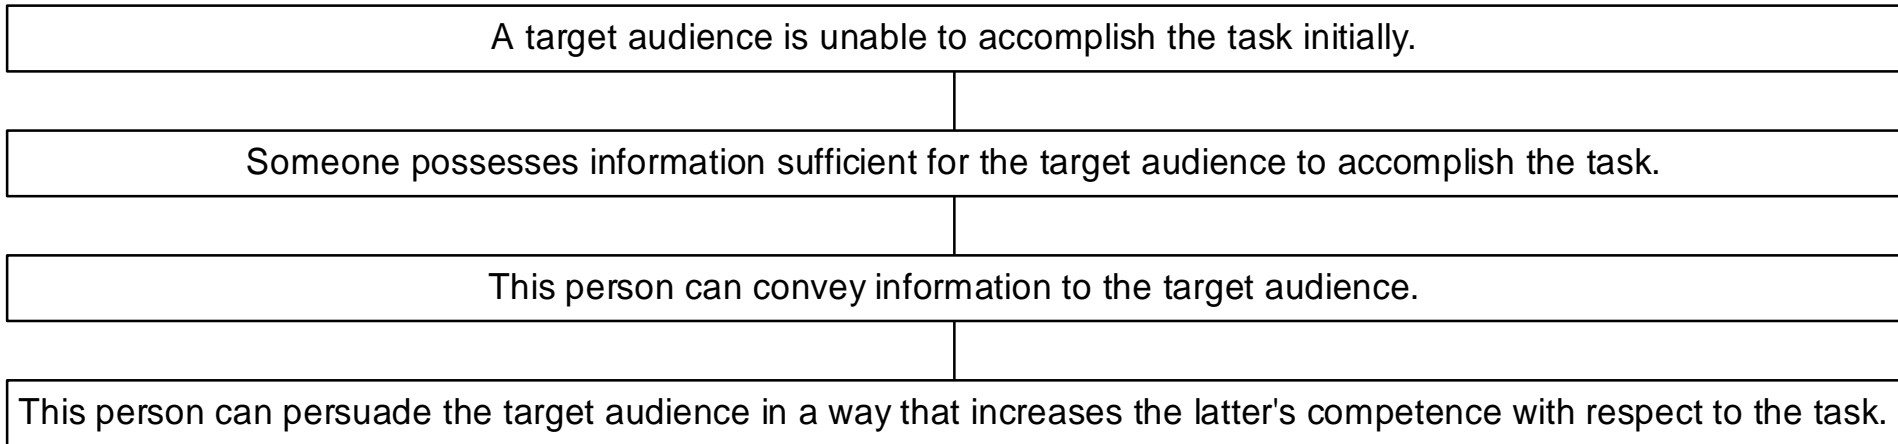 A target audience is unable to accomplish the task initially.
Someone possesses information sufficient for the target audience to accomplish the task.
This person can convey information to the target audience.
This person can persuade the target audience in a way that increases the latter's competence with respect to the task.